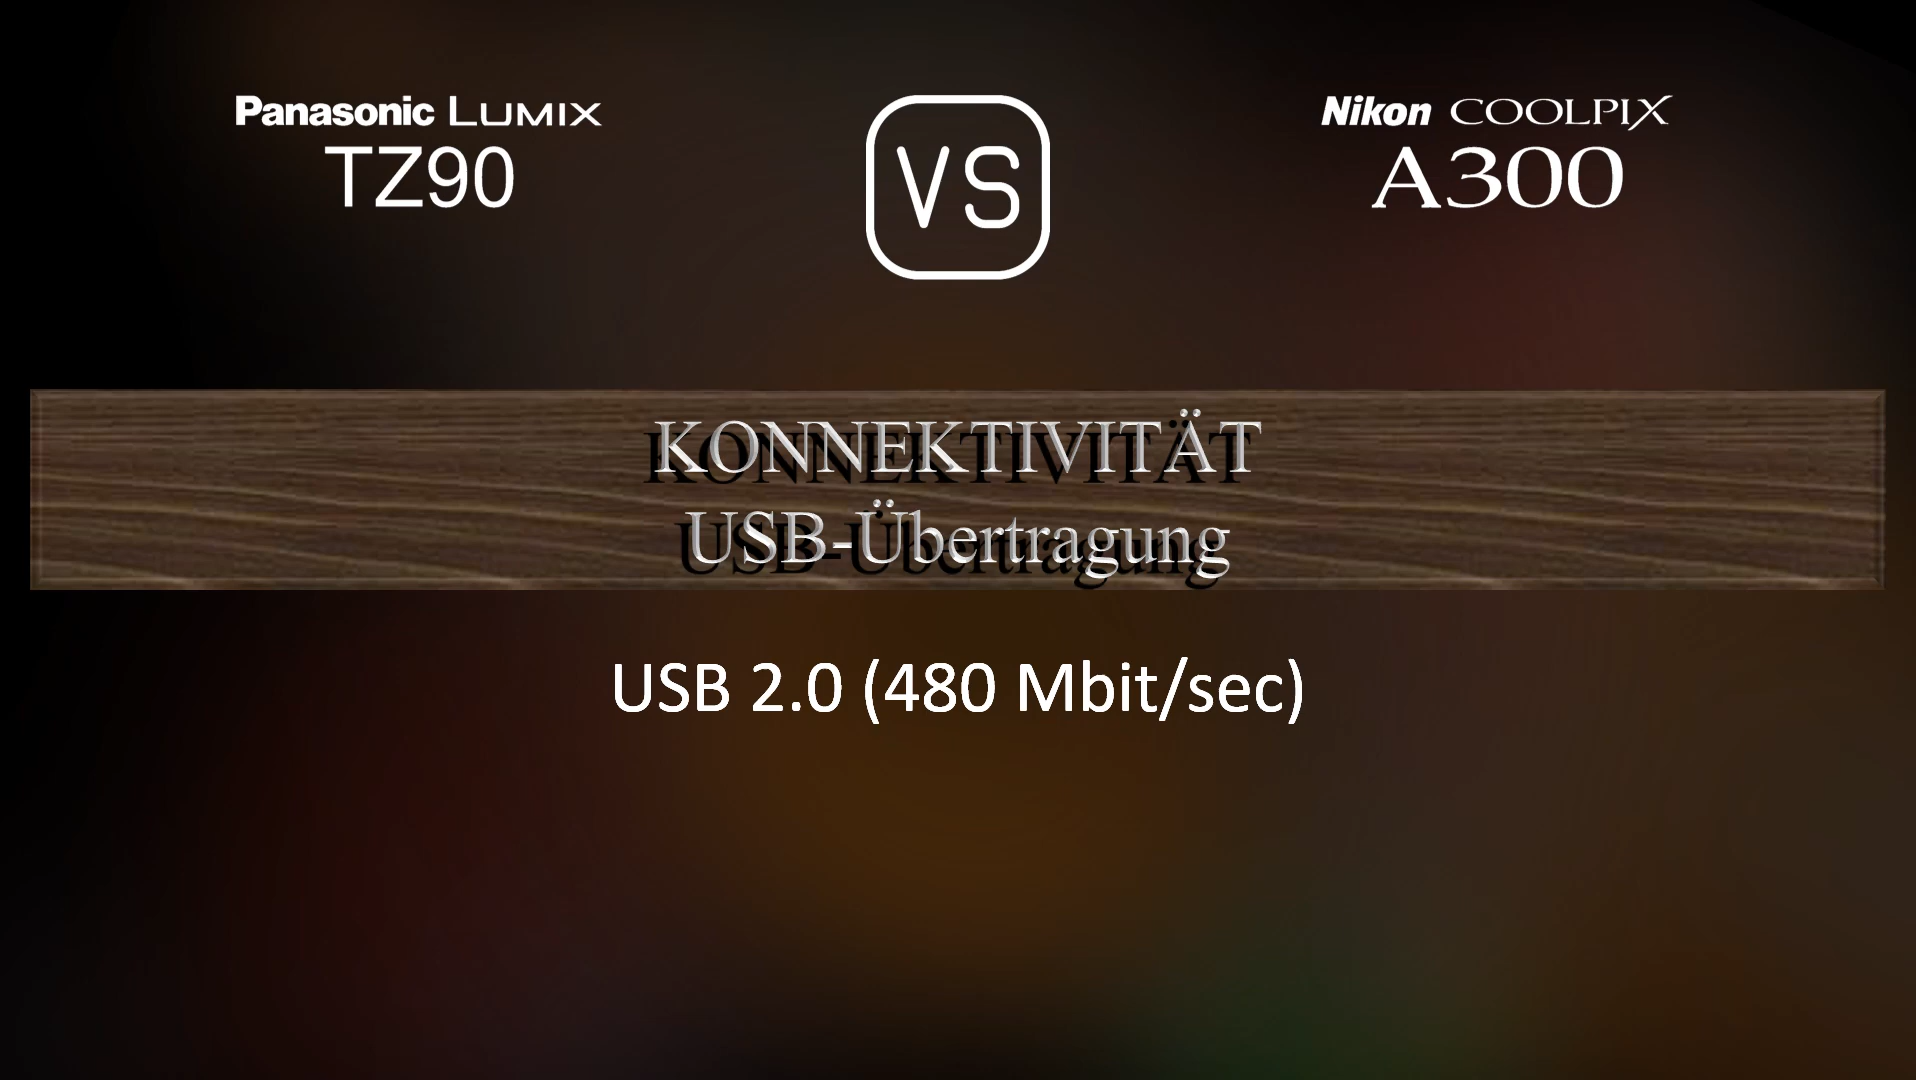 Panasonic LUMIX
TZ90
VS
Nikon COOLPIX
A300
KONNEKTIVITÄT
USB-Übertragung
USB 2.0 (480 Mbit/sec)